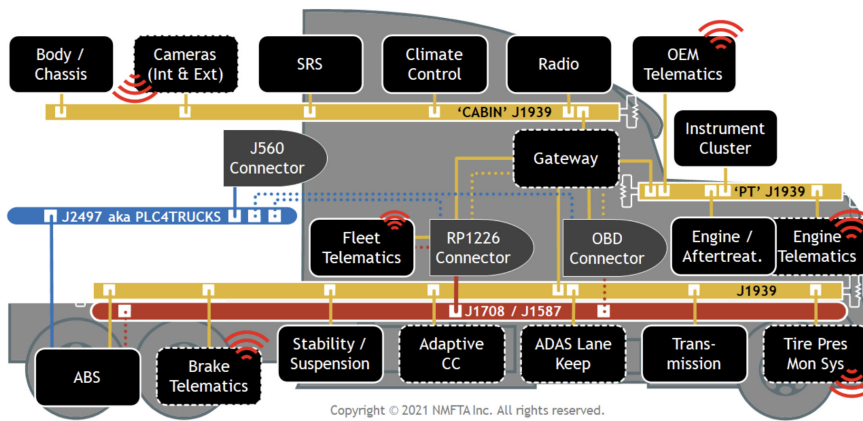 Body /
Chassis
Cameras
(Int & Ext)
SRS
Climate
Control
Radio
OEM
Telematics
'CABIN' J1939
J560
Connector
Gateway
Instrument
Cluster
'PT' J1939
J2497 aka PLC4TRUCKS
Fleet
Telematics
RP1226
Connector
OBD
Connector
Engine /
Aftertreat.
Engine
Telematics
J1939
J1708 / J1587
ABS
Brake
Telematics
Stability /
Suspension
Adaptive
CC
ADAS Lane
Keep
Trans-
mission
Tire Pres
Mon Sys
Copyright © 2021 NMFTA Inc. All rights reserved.